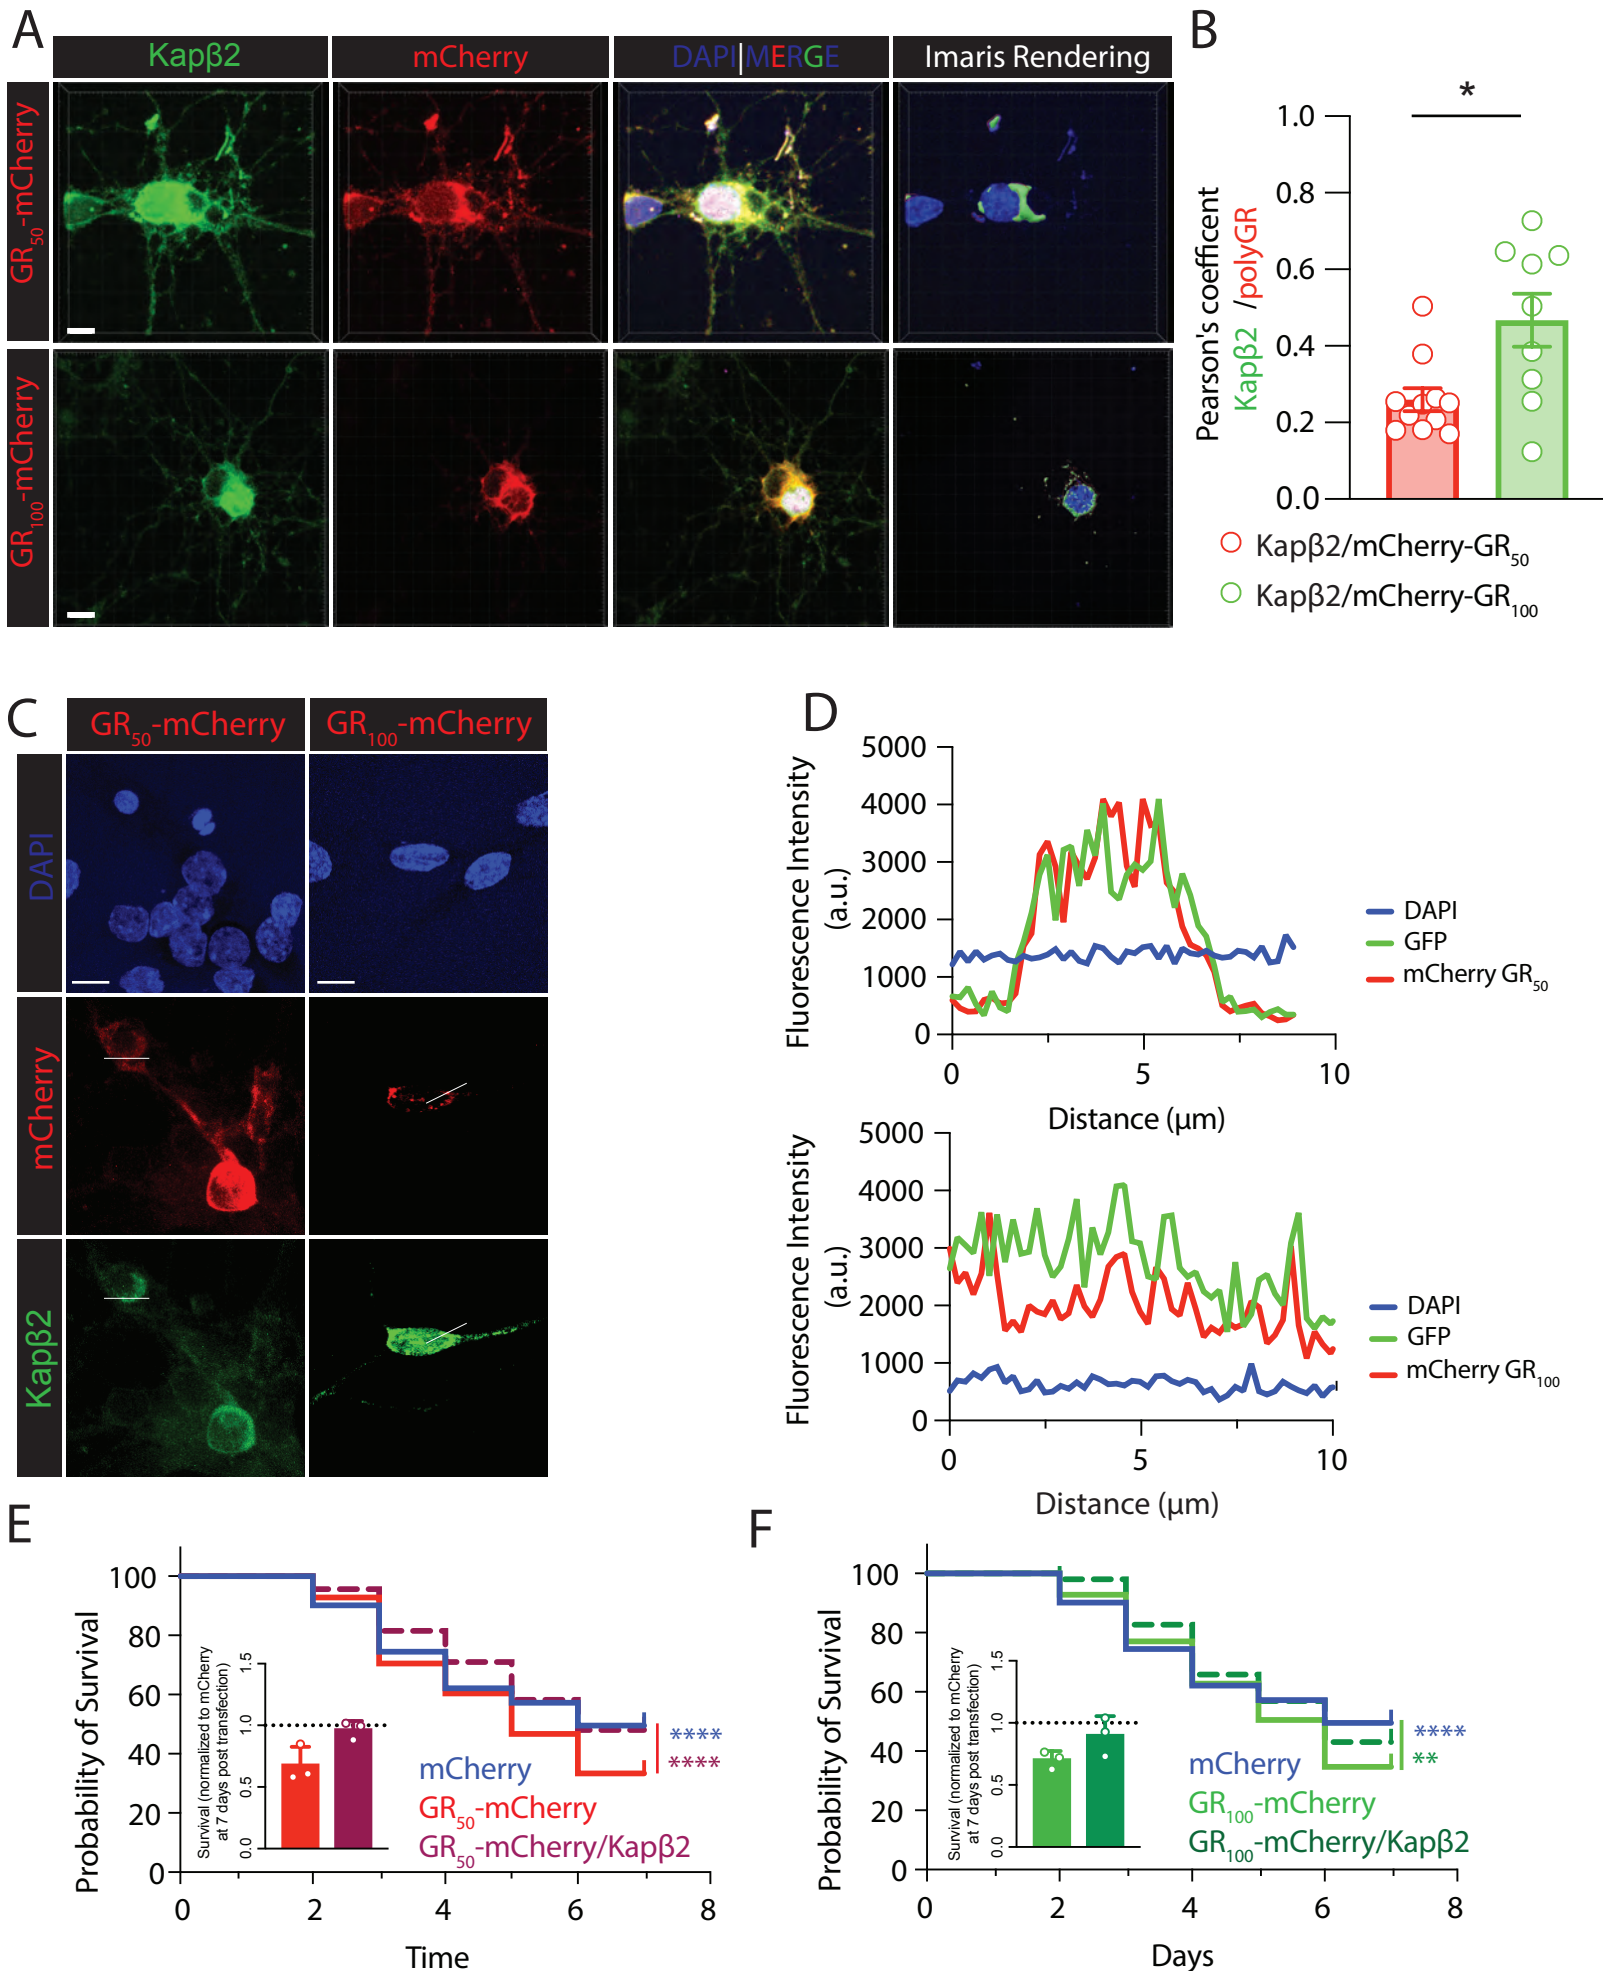 A
Kapβ2
mCherry
DAPI|MERGE
Imaris Rendering
GR50-mCherry
GR100-mCherry
B
*
Pearson's coefficent
Kapβ2 /polyGR
1.0
0.8
0.6
0.4
0.2
0.0
Kapβ2/mCherry-GR50
Kapβ2/mCherry-GR100
C
GR50-mCherry
GR100-mCherry
DAPI
mCherry
Kapβ2
D
Fluorescence Intensity
(a.u.)
5000
4000
3000
2000
1000
0
0 5 10
Distance (μm)
DAPI
GFP
mCherry GR50
Fluorescence Intensity
(a.u.)
5000
4000
3000
2000
1000
0
0 5 10
Distance (μm)
DAPI
GFP
mCherry GR100
E
Probability of Survival
100
80
60
40
20
0
0 2 4 6 8
Time
Survival (normalized to mCherry
at 7 days post transfection)
1.5
1.0
0.5
0.0
****
****
mCherry
GR50-mCherry
GR50-mCherry/Kapβ2
F
Probability of Survival
100
80
60
40
20
0
0 2 4 6 8
Days
Survival (normalized to mCherry
at 7 days post transfection)
1.5
1.0
0.5
0.0
****
**
mCherry
GR100-mCherry
GR100-mCherry/Kapβ2